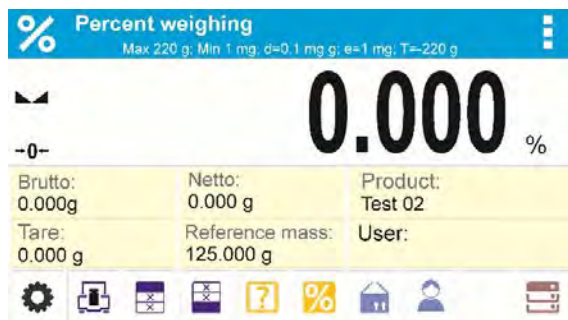 % Percent weighing
Max 220 g; Min 1 mg; d=0.1 mg g; e=1 mg; T=-220 g
0.000 %
→0←
Brutto: Netto: Product:
0.000g 0.000 g Test 02
Tare: Reference mass: User:
0.000 g 125.000 g
? %